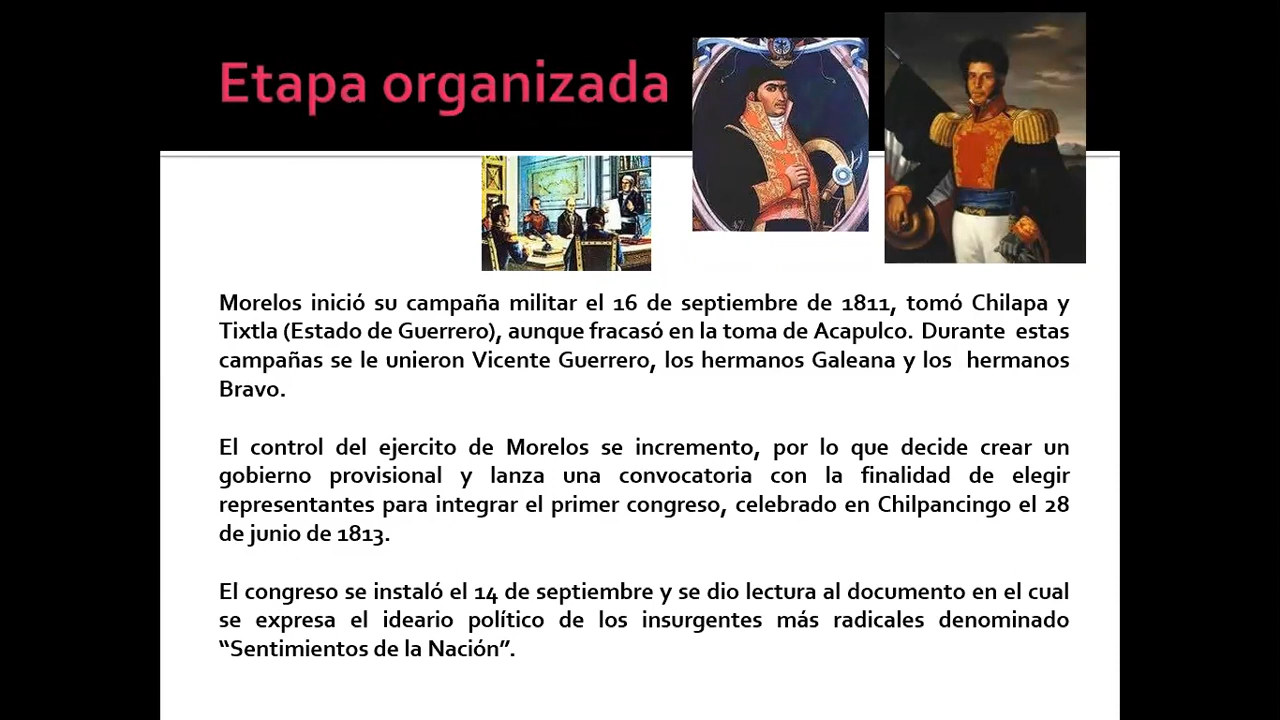 Etapa organizada
Morelos inició su campaña militar el 16 de septiembre de 1811, tomó Chilapa y
Tixtla (Estado de Guerrero), aunque fracasó en la toma de Acapulco. Durante estas
campañas se le unieron Vicente Guerrero, los hermanos Galeana y los hermanos
Bravo.
El control del ejercito de Morelos se incremento, por lo que decide crear un
gobierno provisional y lanza una convocatoria con la finalidad de elegir
representantes para integrar el primer congreso, celebrado en Chilpancingo el 28
de junio de 1813.
El congreso se instaló el 14 de septiembre y se dio lectura al documento en el cual
se expresa el ideario político de los insurgentes más radicales denominado
“Sentimientos de la Nación”.